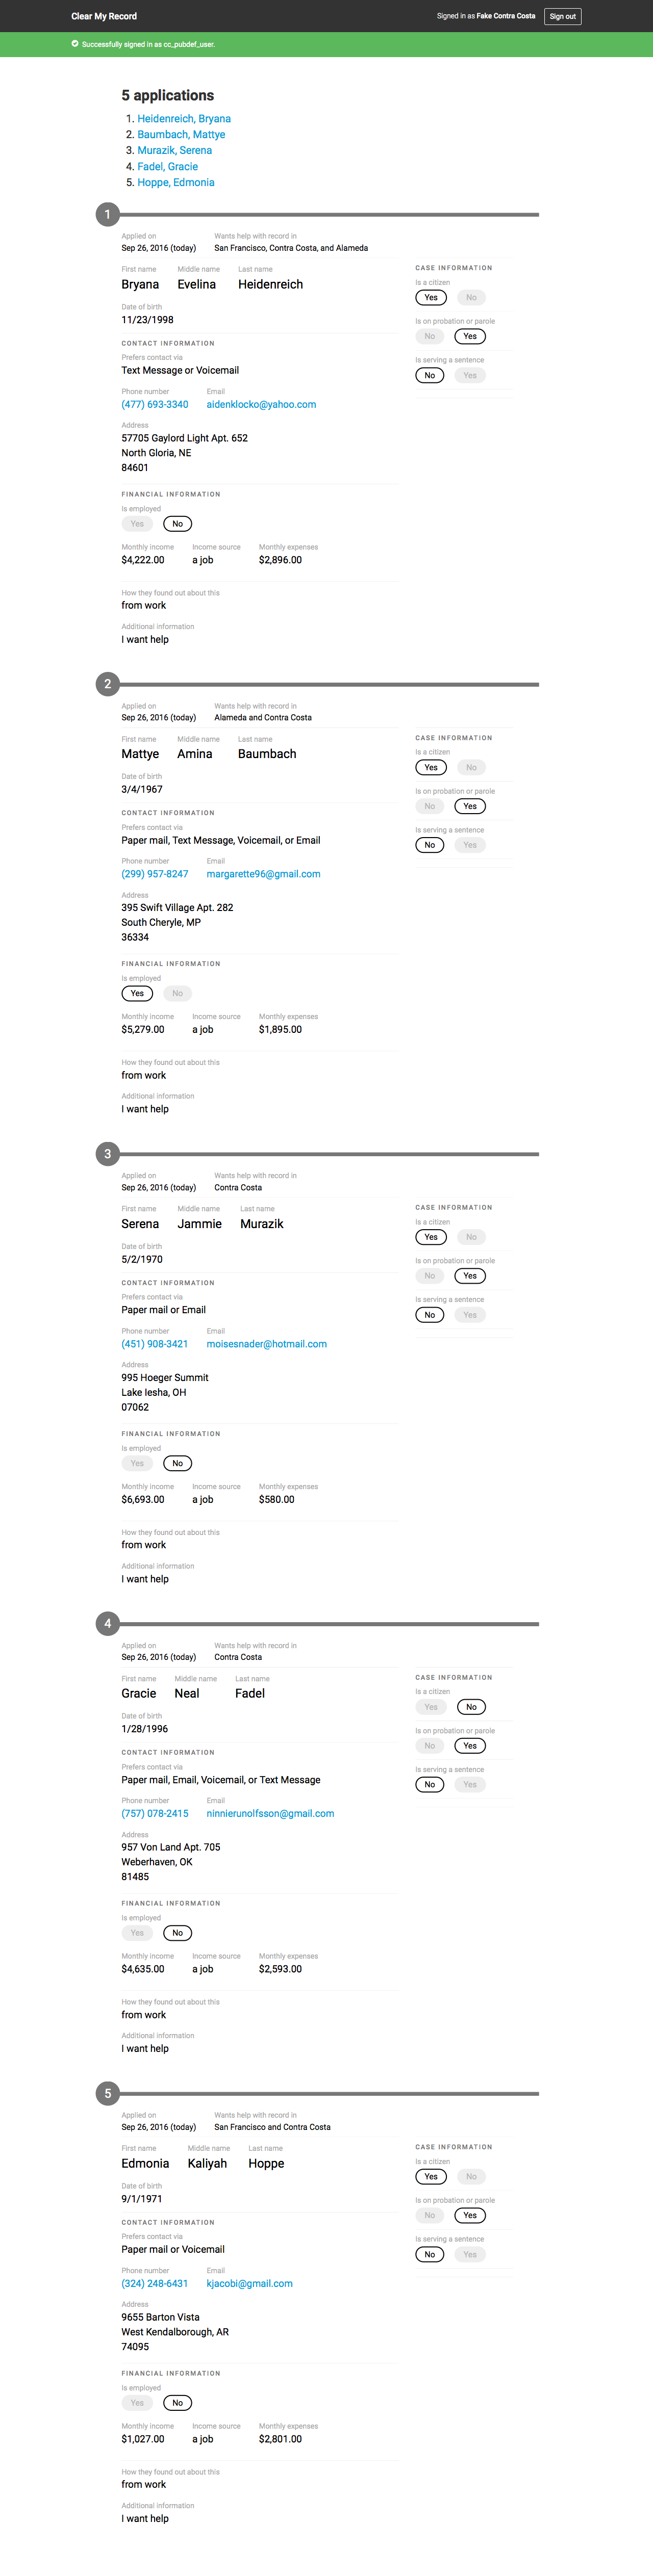 Clear My Record Signed in as Fake Contra Costa Sign out
Successfully signed in as cc_pubdef_user.
5 applications
1. Heidenreich, Bryana
2. Baumbach, Mattye
3. Murazik, Serena
4. Fadel, Gracie
5. Hoppe, Edmonia
1
Applied on Wants help with record in
Sep 26, 2016 (today) San Francisco, Contra Costa, and Alameda
First name Middle name Last name
Bryana Evelina Heidenreich
Date of birth
11/23/1998
CONTACT INFORMATION
Prefers contact via
Text Message or Voicemail
Phone number Email
(477) 693-3340 aidenklocko@yahoo.com
Address
57705 Gaylord Light Apt. 652
North Gloria, NE
84601
FINANCIAL INFORMATION
Is employed
Yes No
Monthly income Income source Monthly expenses
$4,222.00 a job $2,896.00
How they found out about this
from work
Additional information
I want help
CASE INFORMATION
Is a citizen
Yes No
Is on probation or parole
No Yes
Is serving a sentence
No Yes
2
Applied on Wants help with record in
Sep 26, 2016 (today) Alameda and Contra Costa
First name Middle name Last name
Mattye Amina Baumbach
Date of birth
3/4/1967
CONTACT INFORMATION
Prefers contact via
Paper mail, Text Message, Voicemail, or Email
Phone number Email
(299) 957-8247 margarette96@gmail.com
Address
395 Swift Village Apt. 282
South Cheryle, MP
36334
FINANCIAL INFORMATION
Is employed
Yes No
Monthly income Income source Monthly expenses
$5,279.00 a job $1,895.00
How they found out about this
from work
Additional information
I want help
CASE INFORMATION
Is a citizen
Yes No
Is on probation or parole
No Yes
Is serving a sentence
No Yes
3
Applied on Wants help with record in
Sep 26, 2016 (today) Contra Costa
First name Middle name Last name
Serena Jammie Murazik
Date of birth
5/2/1970
CONTACT INFORMATION
Prefers contact via
Paper mail or Email
Phone number Email
(451) 908-3421 moisesnader@hotmail.com
Address
995 Hoeger Summit
Lake Iesha, OH
07062
FINANCIAL INFORMATION
Is employed
Yes No
Monthly income Income source Monthly expenses
$6,693.00 a job $580.00
How they found out about this
from work
Additional information
I want help
CASE INFORMATION
Is a citizen
Yes No
Is on probation or parole
No Yes
Is serving a sentence
No Yes
4
Applied on Wants help with record in
Sep 26, 2016 (today) Contra Costa
First name Middle name Last name
Gracie Neal Fadel
Date of birth
1/28/1996
CONTACT INFORMATION
Prefers contact via
Paper mail, Email, Voicemail, or Text Message
Phone number Email
(757) 078-2415 ninnierunolfsson@gmail.com
Address
957 Von Land Apt. 705
Weberhaven, OK
81485
FINANCIAL INFORMATION
Is employed
Yes No
Monthly income Income source Monthly expenses
$4,635.00 a job $2,593.00
How they found out about this
from work
Additional information
I want help
CASE INFORMATION
Is a citizen
Yes No
Is on probation or parole
No Yes
Is serving a sentence
No Yes
5
Applied on Wants help with record in
Sep 26, 2016 (today) San Francisco and Contra Costa
First name Middle name Last name
Edmonia Kaliyah Hoppe
Date of birth
9/1/1971
CONTACT INFORMATION
Prefers contact via
Paper mail or Voicemail
Phone number Email
(324) 248-6431 kjacobi@gmail.com
Address
9655 Barton Vista
West Kendalborough, AR
74095
FINANCIAL INFORMATION
Is employed
Yes No
Monthly income Income source Monthly expenses
$1,027.00 a job $2,801.00
How they found out about this
from work
Additional information
I want help
CASE INFORMATION
Is a citizen
Yes No
Is on probation or parole
No Yes
Is serving a sentence
No Yes